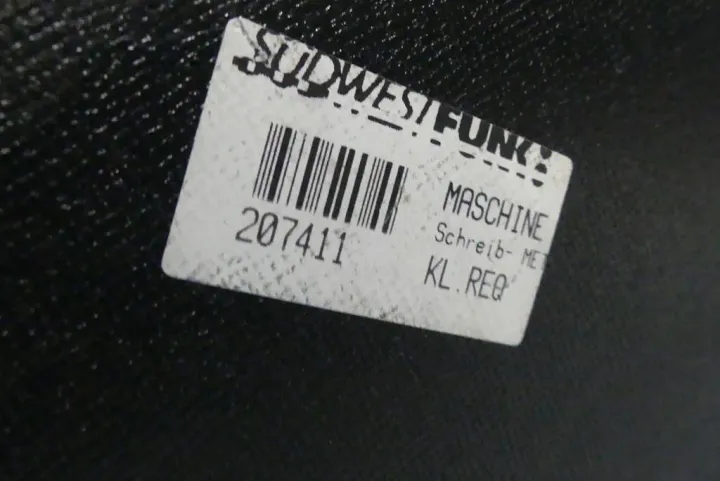 SÜDWESTFUNK
207411
MASCHINE
Schreib-
KL.REQ